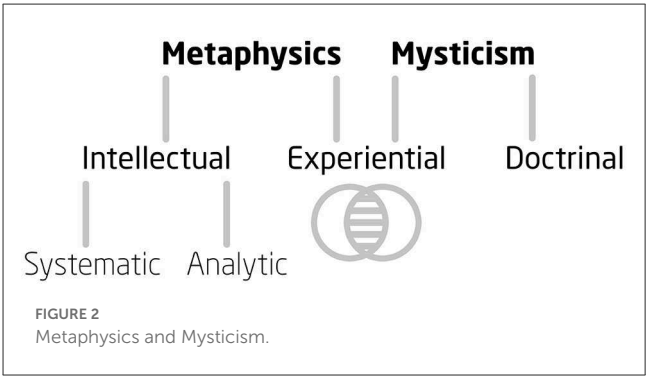 Metaphysics Mysticism
Intellectual Experiential Doctrinal
Systematic Analytic
FIGURE 2
Metaphysics and Mysticism.